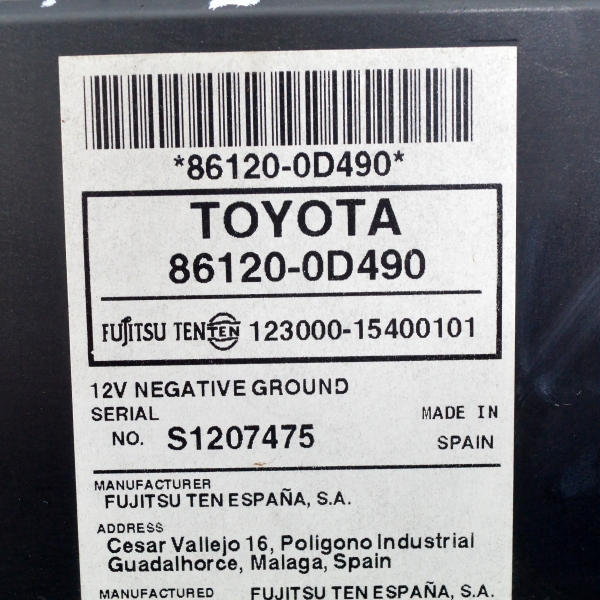 *86120-0D490*
TOYOTA
86120-0D490
FUJITSU TEN TEN 123000-15400101
12V NEGATIVE GROUND
SERIAL
NO. S1207475
MADE IN
SPAIN
MANUFACTURER
FUJITSU TEN ESPAÑA, S.A.
ADDRESS
Cesar Vallejo 16, Poligono Industrial
Guadalhorce, Malaga, Spain
MANUFACTURED FUJITSU TEN ESPAÑA, S.A.